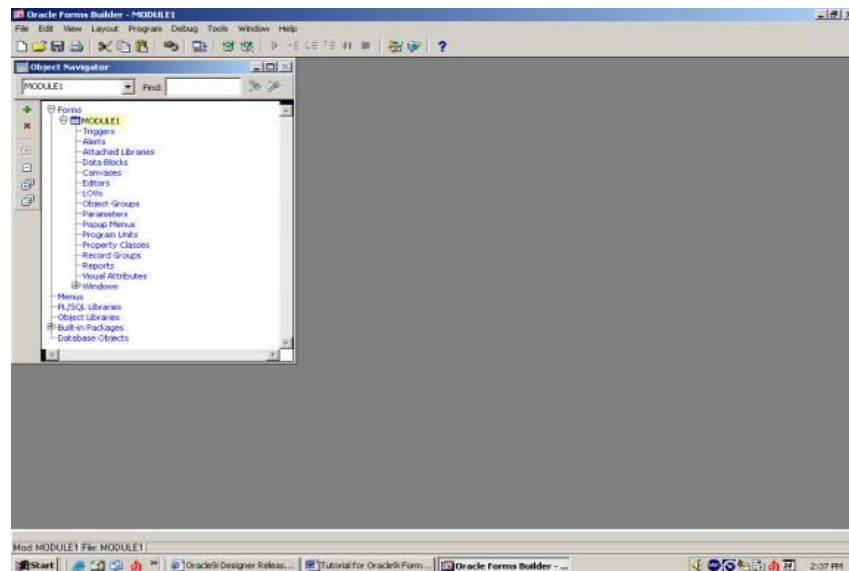 Oracle Forms Builder - MODULE1
File Edit View Layout Program Debug Tools Window Help
Object Navigator
MODULE1 Find:
Forms
MODULE1
Triggers
Alerts
Attached Libraries
Data Blocks
Canvases
Editors
LOVs
Object Groups
Parameters
Popup Menus
Program Units
Property Classes
Record Groups
Reports
Visual Attributes
Windows
Menus
PL/SQL Libraries
Object Libraries
Built-in Packages
Database Objects
Mod: MODULE1 File: MODULE1
Start Oracle9i Designer Releas... Tutorial for Oracle9i Form... Oracle Forms Builder - ... 2:37 PM